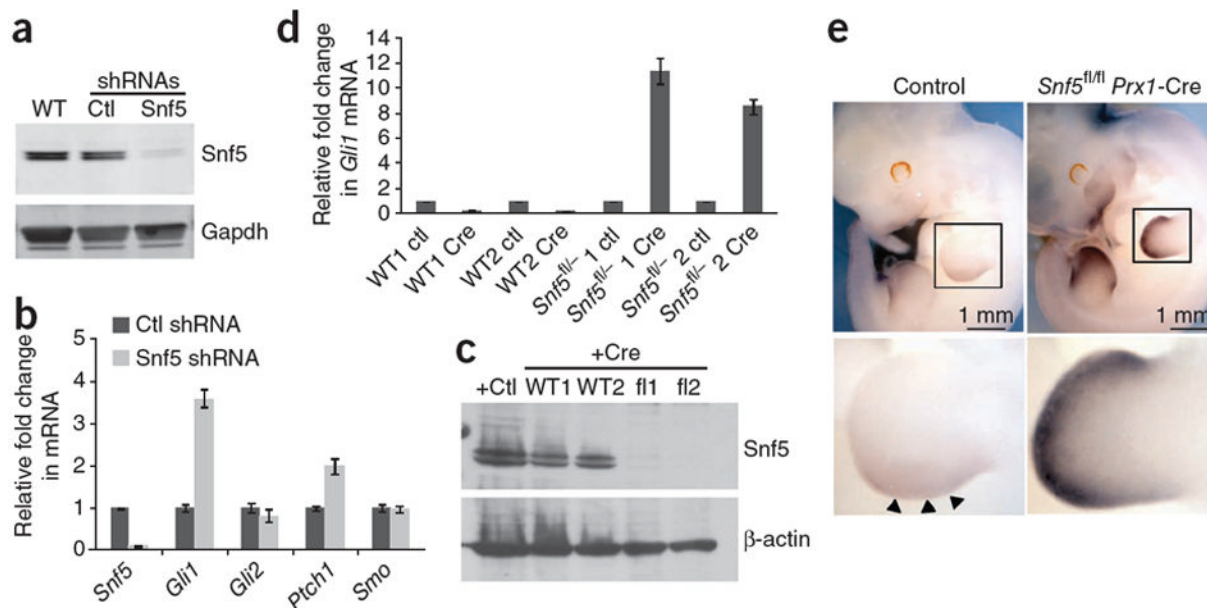 a
shRNAs
WT Ctl Snf5
Snf5
Gapdh
b
Relative fold change
in mRNA
5
4
3
2
1
0
Ctl shRNA
Snf5 shRNA
Snf5 Gli1 Gli2 Ptch1 Smo
d
Relative fold change
in Gli1 mRNA
14
12
10
8
6
4
2
0
WT1 ctl
WT1 Cre
WT2 ctl
WT2 Cre
Snf5fl/– 1 ctl
Snf5fl/– 1 Cre
Snf5fl/– 2 ctl
Snf5fl/– 2 Cre
c
+Cre
+Ctl WT1 WT2 fl1 fl2
Snf5
β-actin
e
Control
Snf5fl/fl Prx1-Cre
1 mm
1 mm